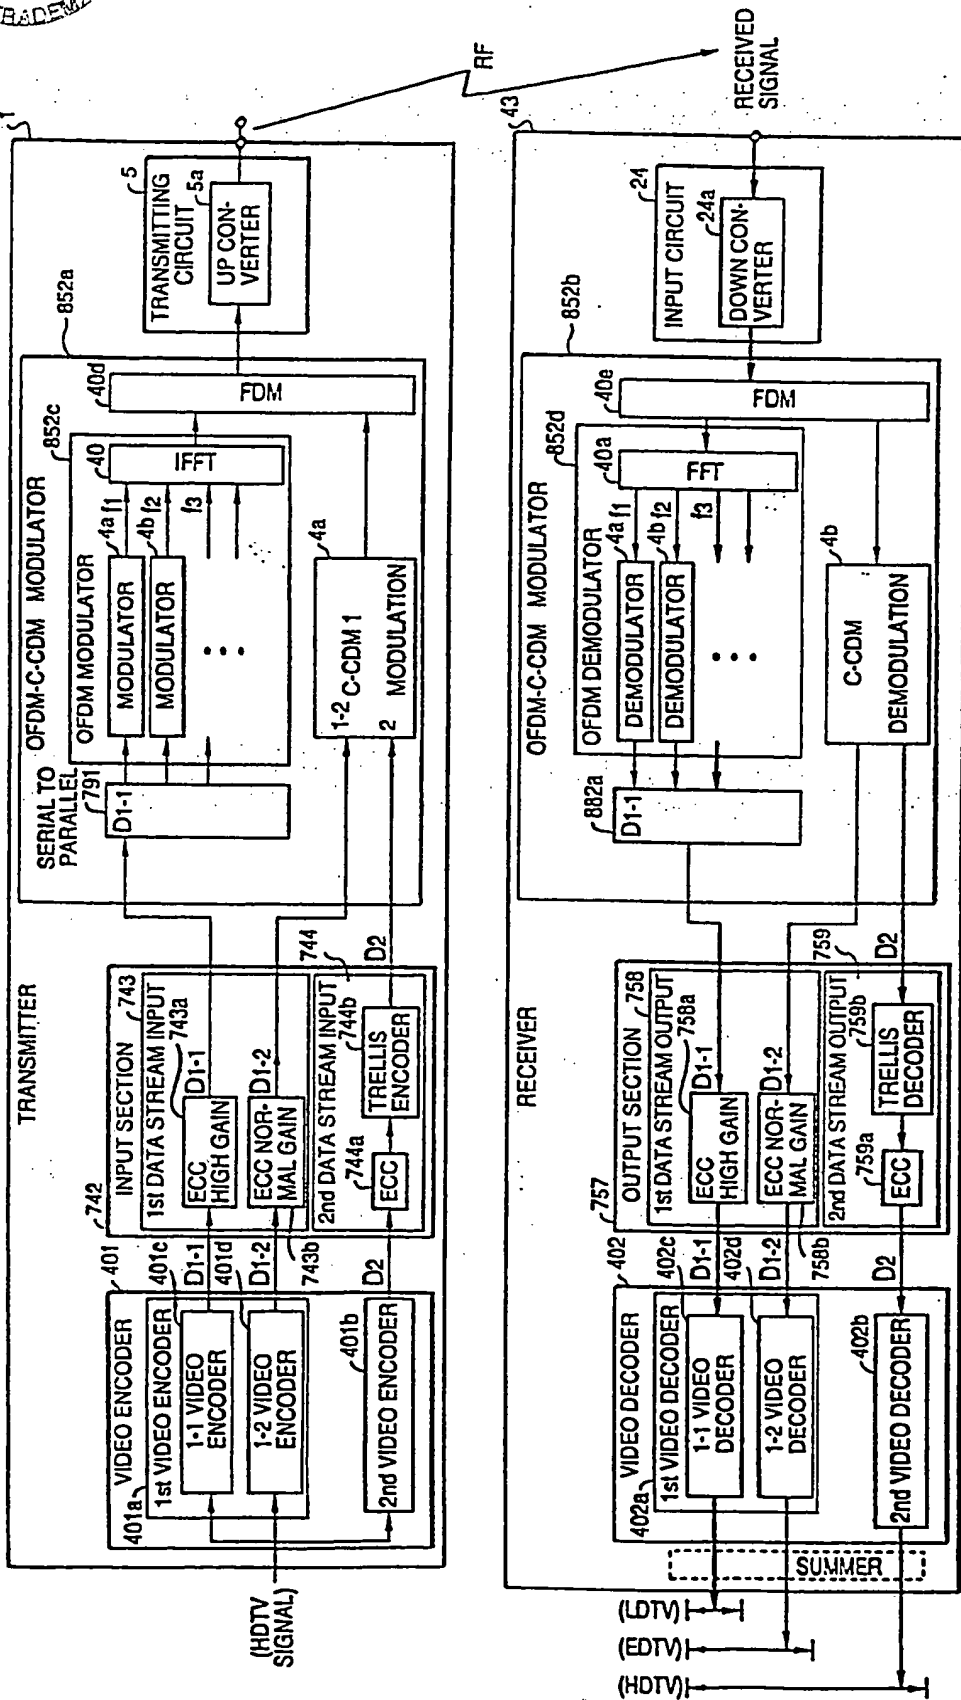 TRADEM
TRANSMITTER
1
(HDTV
SIGNAL)
VIDEO ENCODER
401
401a
1st VIDEO ENCODER
401c
1-1 VIDEO
ENCODER
401d
1-2 VIDEO
ENCODER
401b
2nd VIDEO ENCODER
D1-1
D1-2
D2
742
INPUT SECTION
743
1st DATA STREAM INPUT
743a
ECC
HIGH GAIN
D1-1
ECC NOR-
MAL GAIN
D1-2
743b
744
2nd DATA STREAM INPUT
744a
ECC
744b
TRELLIS
ENCODER
D2
OFDM-C-CDM MODULATOR
852a
SERIAL TO
PARALLEL
791
D1-1
OFDM MODULATOR
852c
MODULATOR
4a
f1
MODULATOR
4b
f2
f3
40
IFFT
40d
FDM
4a
1-2 C-CDM 1
2 MODULATION
TRANSMITTING
CIRCUIT
5
5a
UP CON-
VERTER
RF
RECEIVED
SIGNAL
RECEIVER
43
INPUT CIRCUIT
24
24a
DOWN CON-
VERTER
OFDM-C-CDM MODULATOR
852b
40e
FDM
OFDM DEMODULATOR
852d
40a
FFT
DEMODULATOR
4a
f1
DEMODULATOR
4b
f2
f3
882a
D1-1
4b
C-CDM
DEMODULATION
757
OUTPUT SECTION
758
1st DATA STREAM OUTPUT
758a
ECC
HIGH GAIN
D1-1
ECC NOR-
MAL GAIN
D1-2
758b
759
2nd DATA STREAM OUTPUT
759a
ECC
759b
TRELLIS
DECODER
D2
VIDEO DECODER
402
402a
1st VIDEO DECODER
402c
1-1 VIDEO
DECODER
D1-1
402d
1-2 VIDEO
DECODER
D1-2
402b
2nd VIDEO DECODER
D2
SUMMER
(LDTV)
(EDTV)
(HDTV)